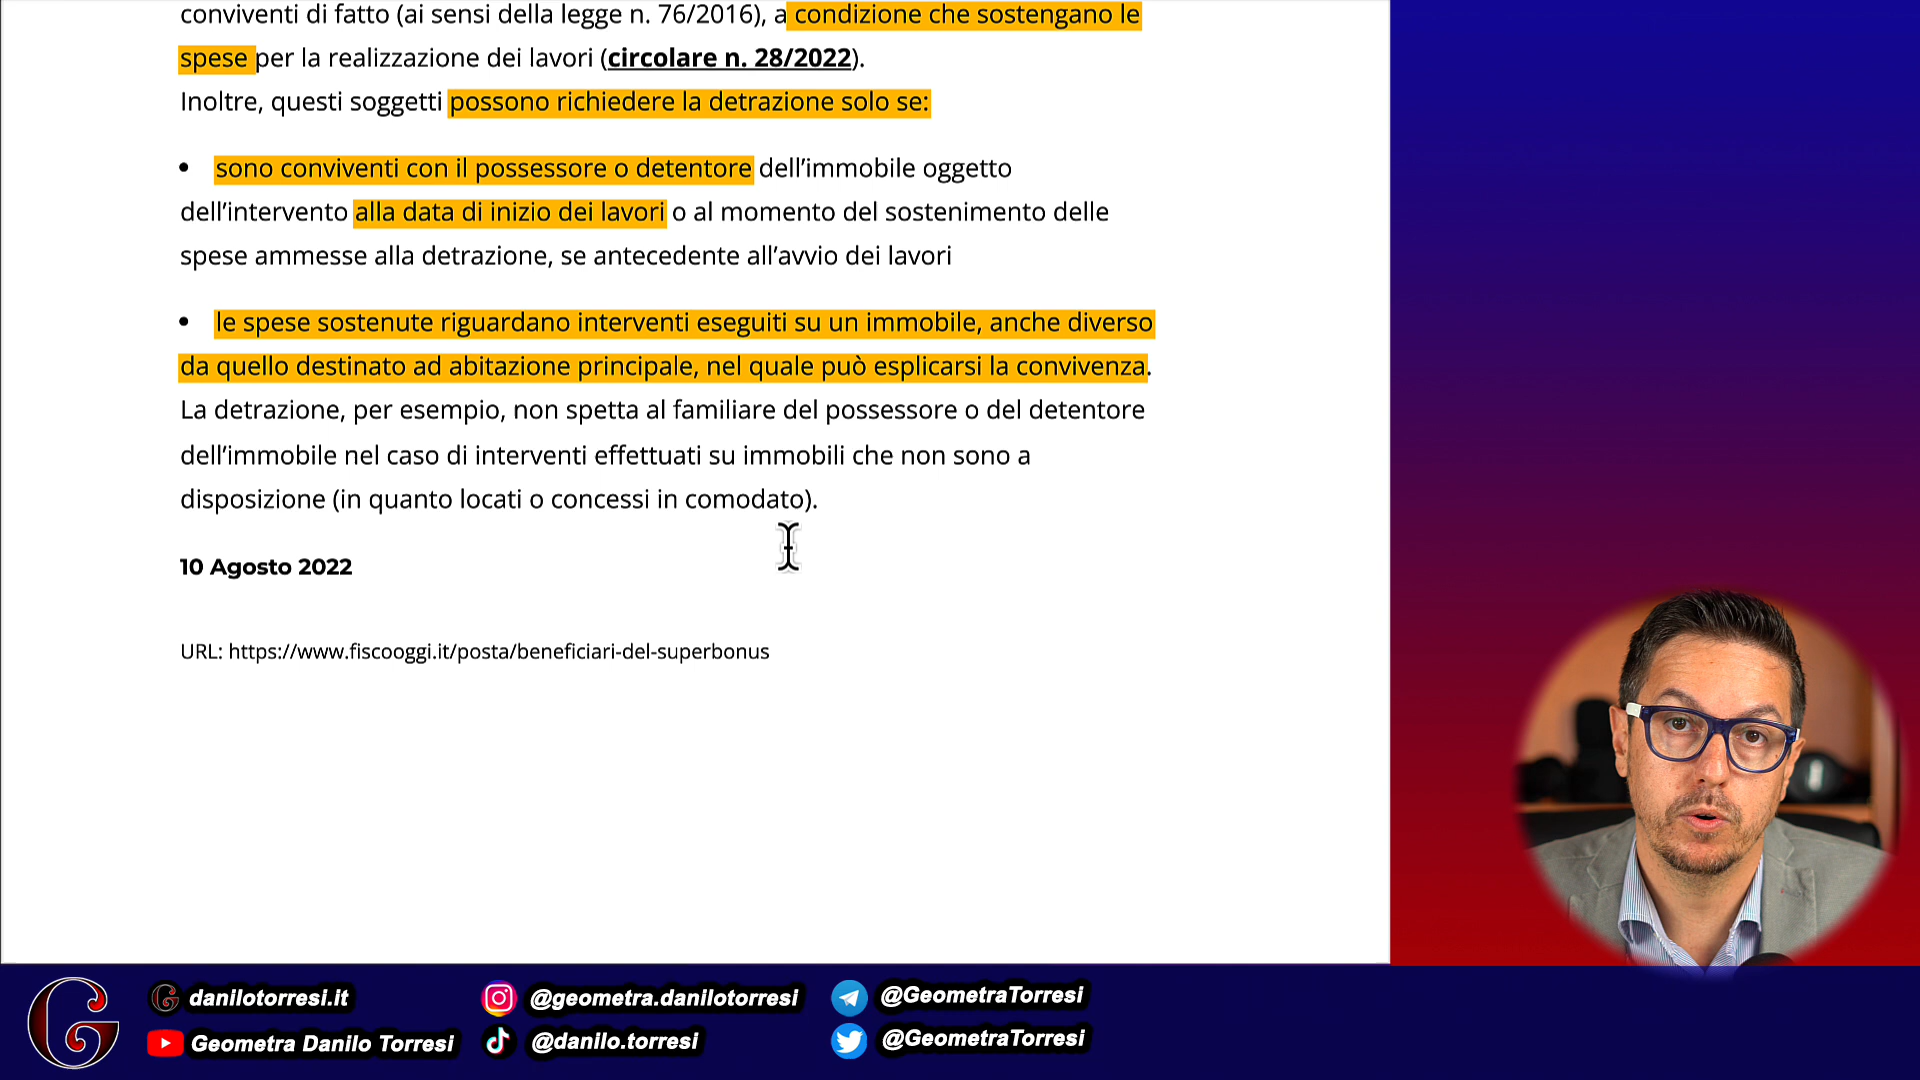 conviventi di fatto (ai sensi della legge n. 76/2016), a condizione che sostengano le
spese per la realizzazione dei lavori (circolare n. 28/2022).
Inoltre, questi soggetti possono richiedere la detrazione solo se:
• sono conviventi con il possessore o detentore dell’immobile oggetto
dell’intervento alla data di inizio dei lavori o al momento del sostenimento delle
spese ammesse alla detrazione, se antecedente all’avvio dei lavori
• le spese sostenute riguardano interventi eseguiti su un immobile, anche diverso
da quello destinato ad abitazione principale, nel quale può esplicarsi la convivenza.
La detrazione, per esempio, non spetta al familiare del possessore o del detentore
dell’immobile nel caso di interventi effettuati su immobili che non sono a
disposizione (in quanto locati o concessi in comodato).
10 Agosto 2022
URL: https://www.fiscooggi.it/posta/beneficiari-del-superbonus
danilotorresi.it
Geometra Danilo Torresi
@geometra.danilotorresi
@danilo.torresi
@GeometraTorresi
@GeometraTorresi